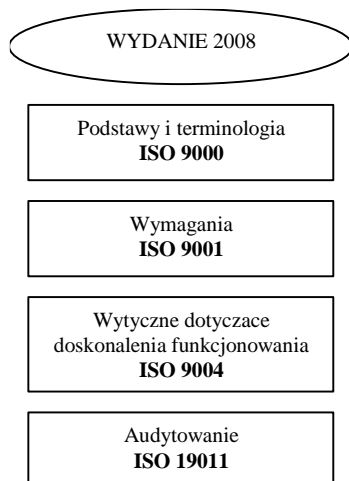 WYDANIE 2008
Podstawy i terminologia
ISO 9000
Wymagania
ISO 9001
Wytyczne dotyczace
doskonalenia funkcjonowania
ISO 9004
Audytowanie
ISO 19011